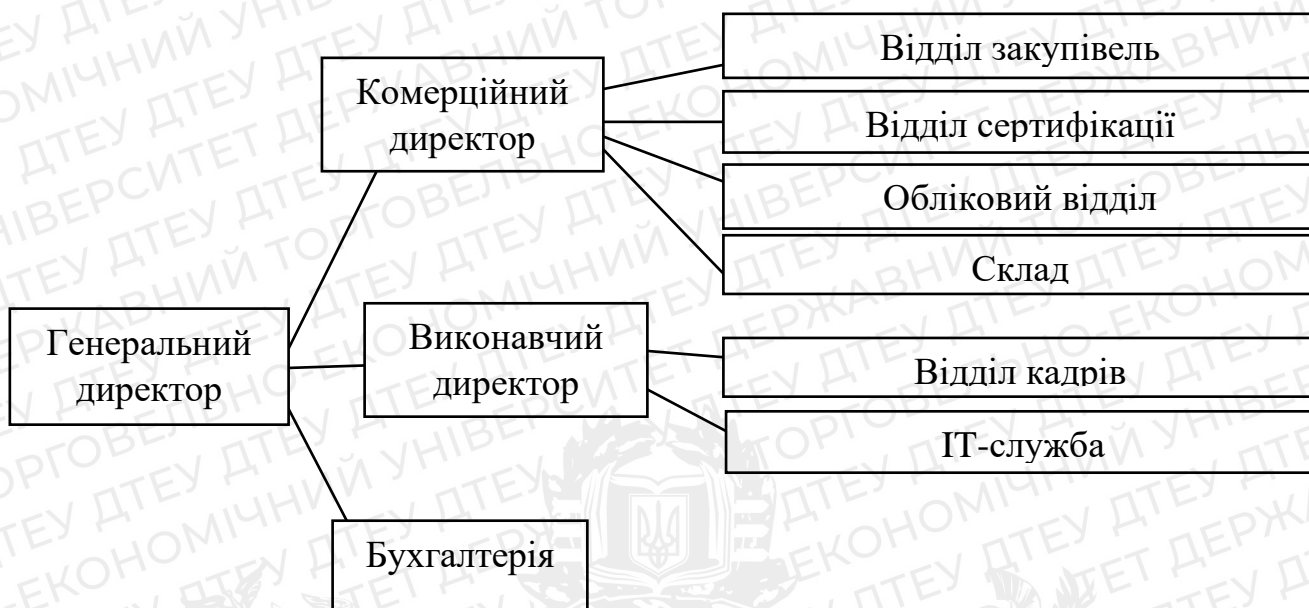 Відділ закупівель
Комерційний
директор
Відділ сертифікації
Обліковий відділ
Склад
Генеральний
директор
Виконавчий
директор
Відділ кадрів
ІТ-служба
Бухгалтерія